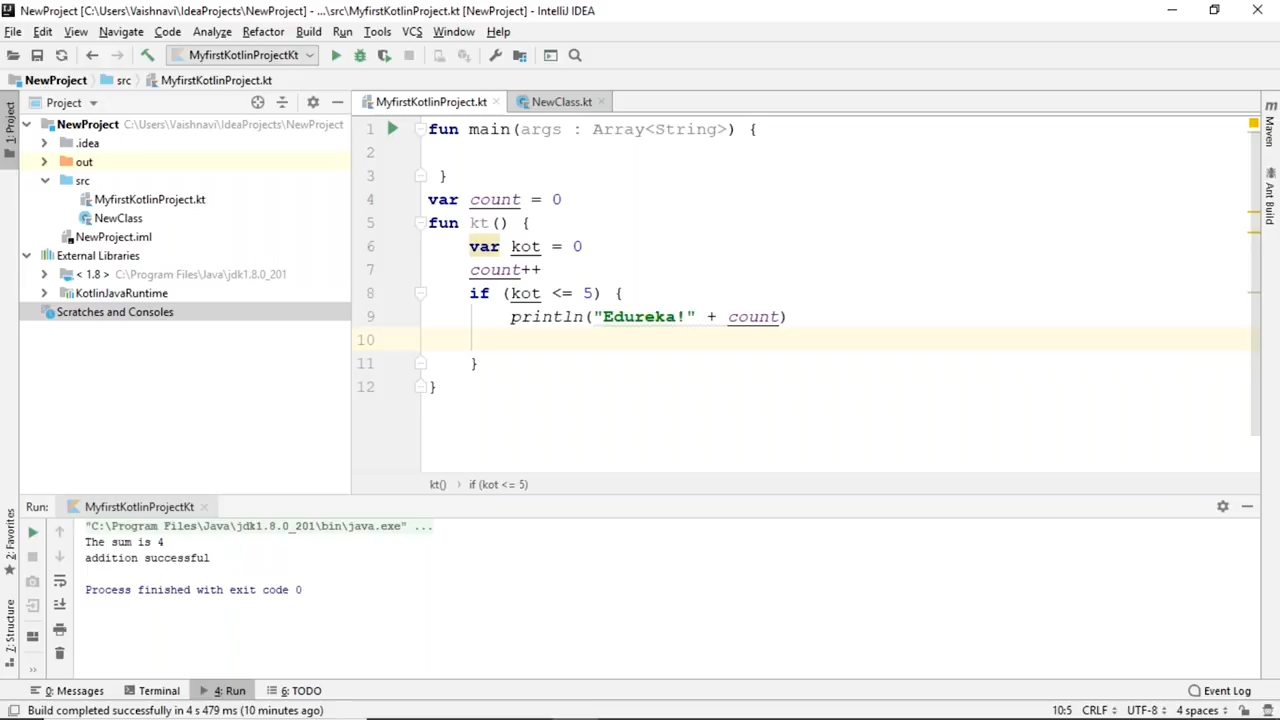 NewProject [C:\Users\Vaishnavi\IdeaProjects\NewProject] - ...\src\MyfirstKotlinProject.kt [NewProject] - IntelliJ IDEA
File Edit View Navigate Code Analyze Refactor Build Run Tools VCS Window Help
MyfirstKotlinProjectKt
NewProject src MyfirstKotlinProject.kt
1: Project
Project
NewProject C:\Users\Vaishnavi\IdeaProjects\NewProject
.idea
out
src
MyfirstKotlinProject.kt
NewClass
NewProject.iml
External Libraries
< 1.8 > C:\Program Files\Java\jdk1.8.0_201
KotlinJavaRuntime
Scratches and Consoles
MyfirstKotlinProject.kt NewClass.kt
1 fun main(args : Array<String>) {
2
3 }
4 var count = 0
5 fun kt() {
6 var kot = 0
7 count++
8 if (kot <= 5) {
9 println("Edureka!" + count)
10
11 }
12 }
kt() › if (kot <= 5)
m Maven
Ant Build
Run: MyfirstKotlinProjectKt
"C:\Program Files\Java\jdk1.8.0_201\bin\java.exe" ...
The sum is 4
addition successful
Process finished with exit code 0
2: Favorites
Z: Structure
0: Messages Terminal 4: Run 6: TODO Event Log
Build completed successfully in 4 s 479 ms (10 minutes ago) 10:5 CRLF UTF-8 4 spaces